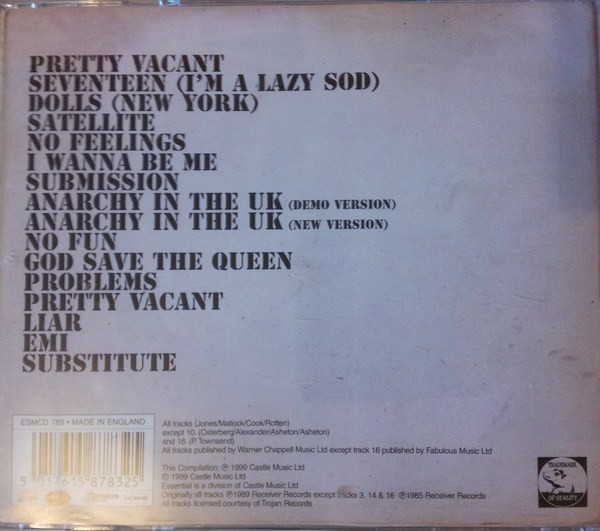 PRETTY VACANT
SEVENTEEN (I'M A LAZY SOD)
DOLLS (NEW YORK)
SATELLITE
NO FEELINGS
I WANNA BE ME
SUBMISSION
ANARCHY IN THE UK (DEMO VERSION)
ANARCHY IN THE UK (NEW VERSION)
NO FUN
GOD SAVE THE QUEEN
PROBLEMS
PRETTY VACANT
LIAR
EMI
SUBSTITUTE
ESMCD 789 • MADE IN ENGLAND
5 017615 878325
All tracks (Jones/Matlock/Cook/Rotten)
except 10. (Osterberg/Alexander/Asheton/Asheton)
and 16. (P. Townsend)
All tracks published by Warner Chappell Music Ltd except track 16 published by Fabulous Music Ltd
This Compilation: ℗ 1999 Castle Music Ltd
© 1999 Castle Music Ltd
Essential is a division of Castle Music Ltd
Originally all tracks ℗1989 Receiver Records except tracks 3, 14 & 16 ℗1985 Receiver Records
All tracks licensed courtesy of Trojan Records
TRADEMARK
OF QUALITY